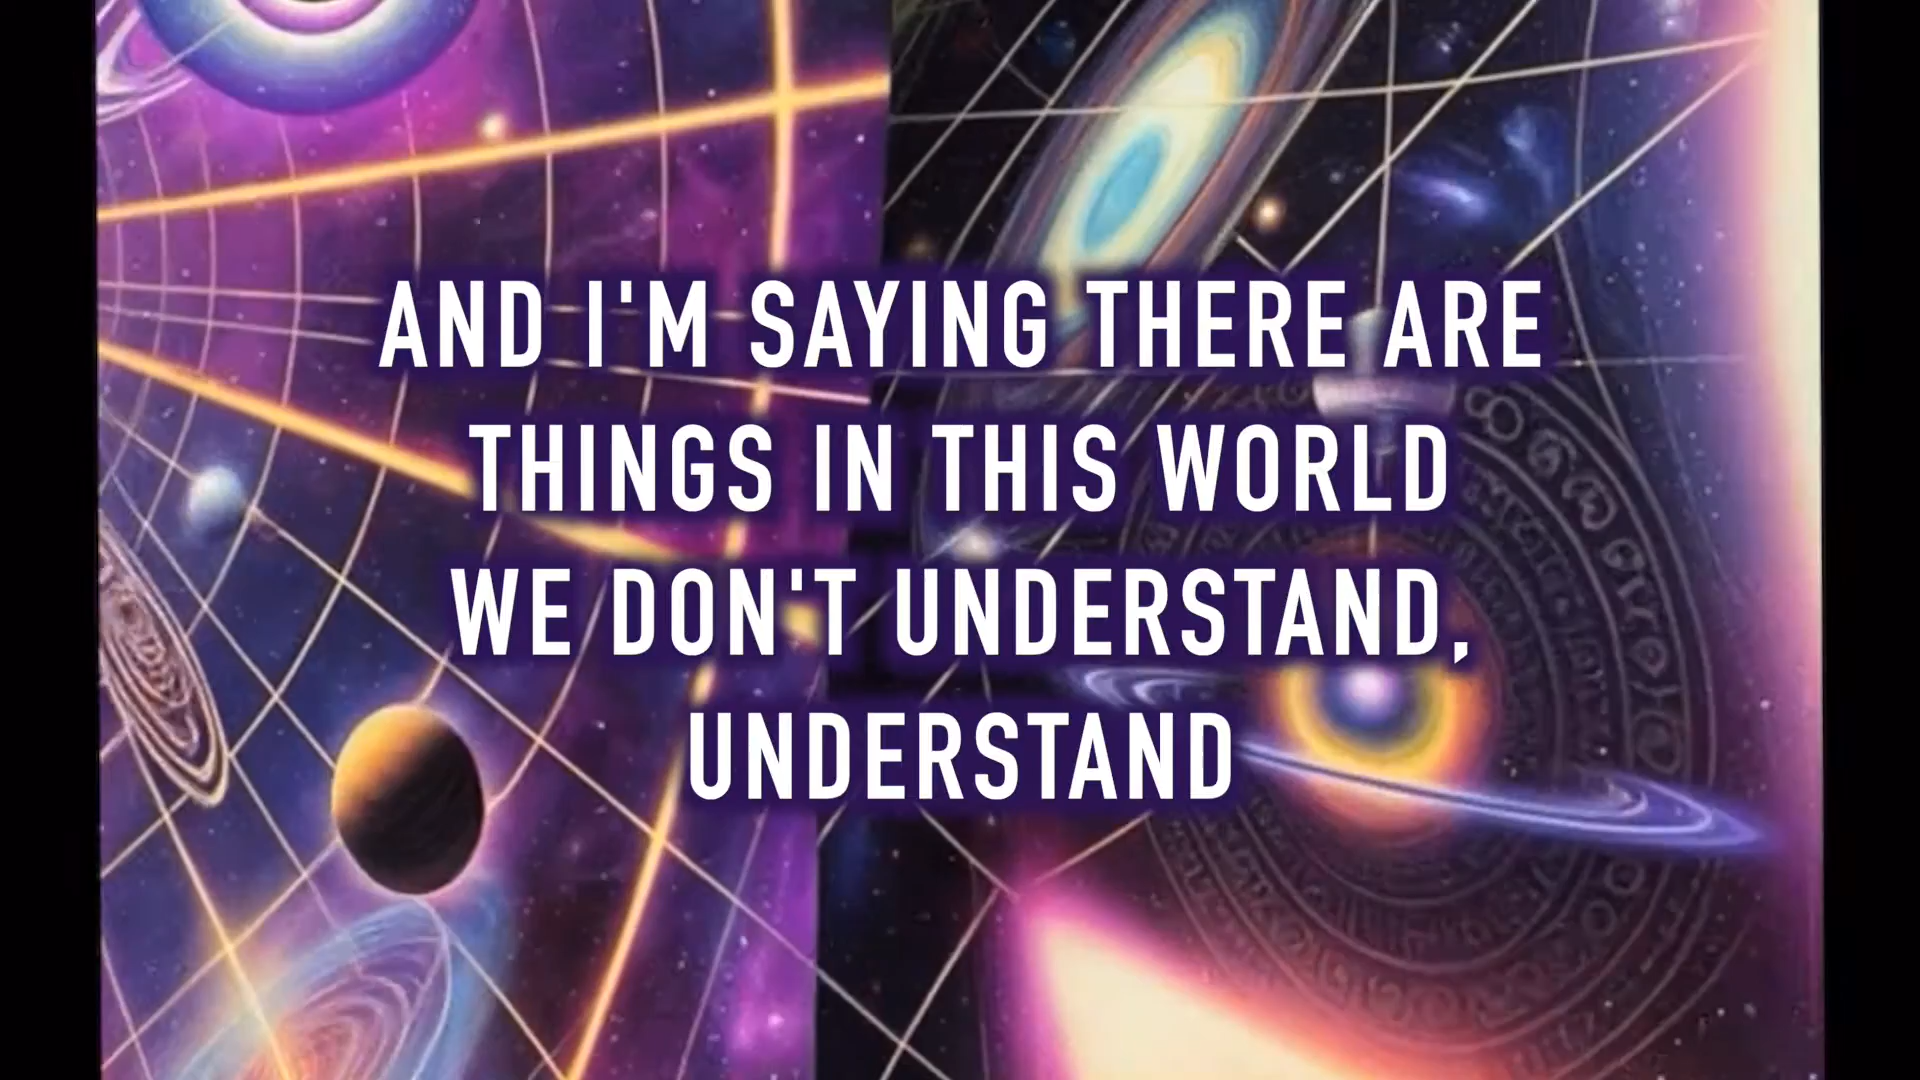 AND I'M SAYING THERE ARE
THINGS IN THIS WORLD
WE DON'T UNDERSTAND,
UNDERSTAND